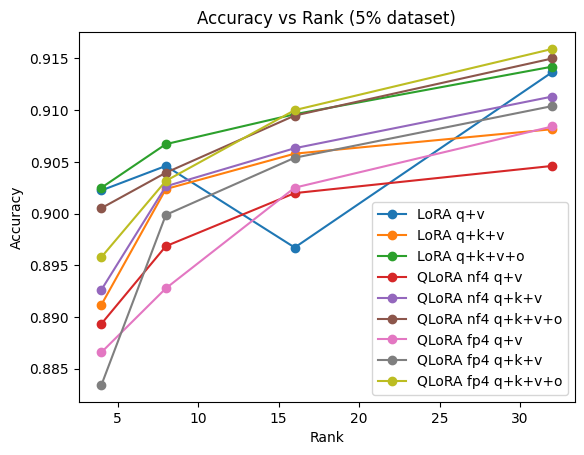 Accuracy vs Rank (5% dataset)
Accuracy
0.915
0.910
0.905
0.900
0.895
0.890
0.885
LoRA q+v
LoRA q+k+v
LoRA q+k+v+o
QLoRA nf4 q+v
QLoRA nf4 q+k+v
QLoRA nf4 q+k+v+o
QLoRA fp4 q+v
QLoRA fp4 q+k+v
QLoRA fp4 q+k+v+o
5 10 15 20 25 30
Rank